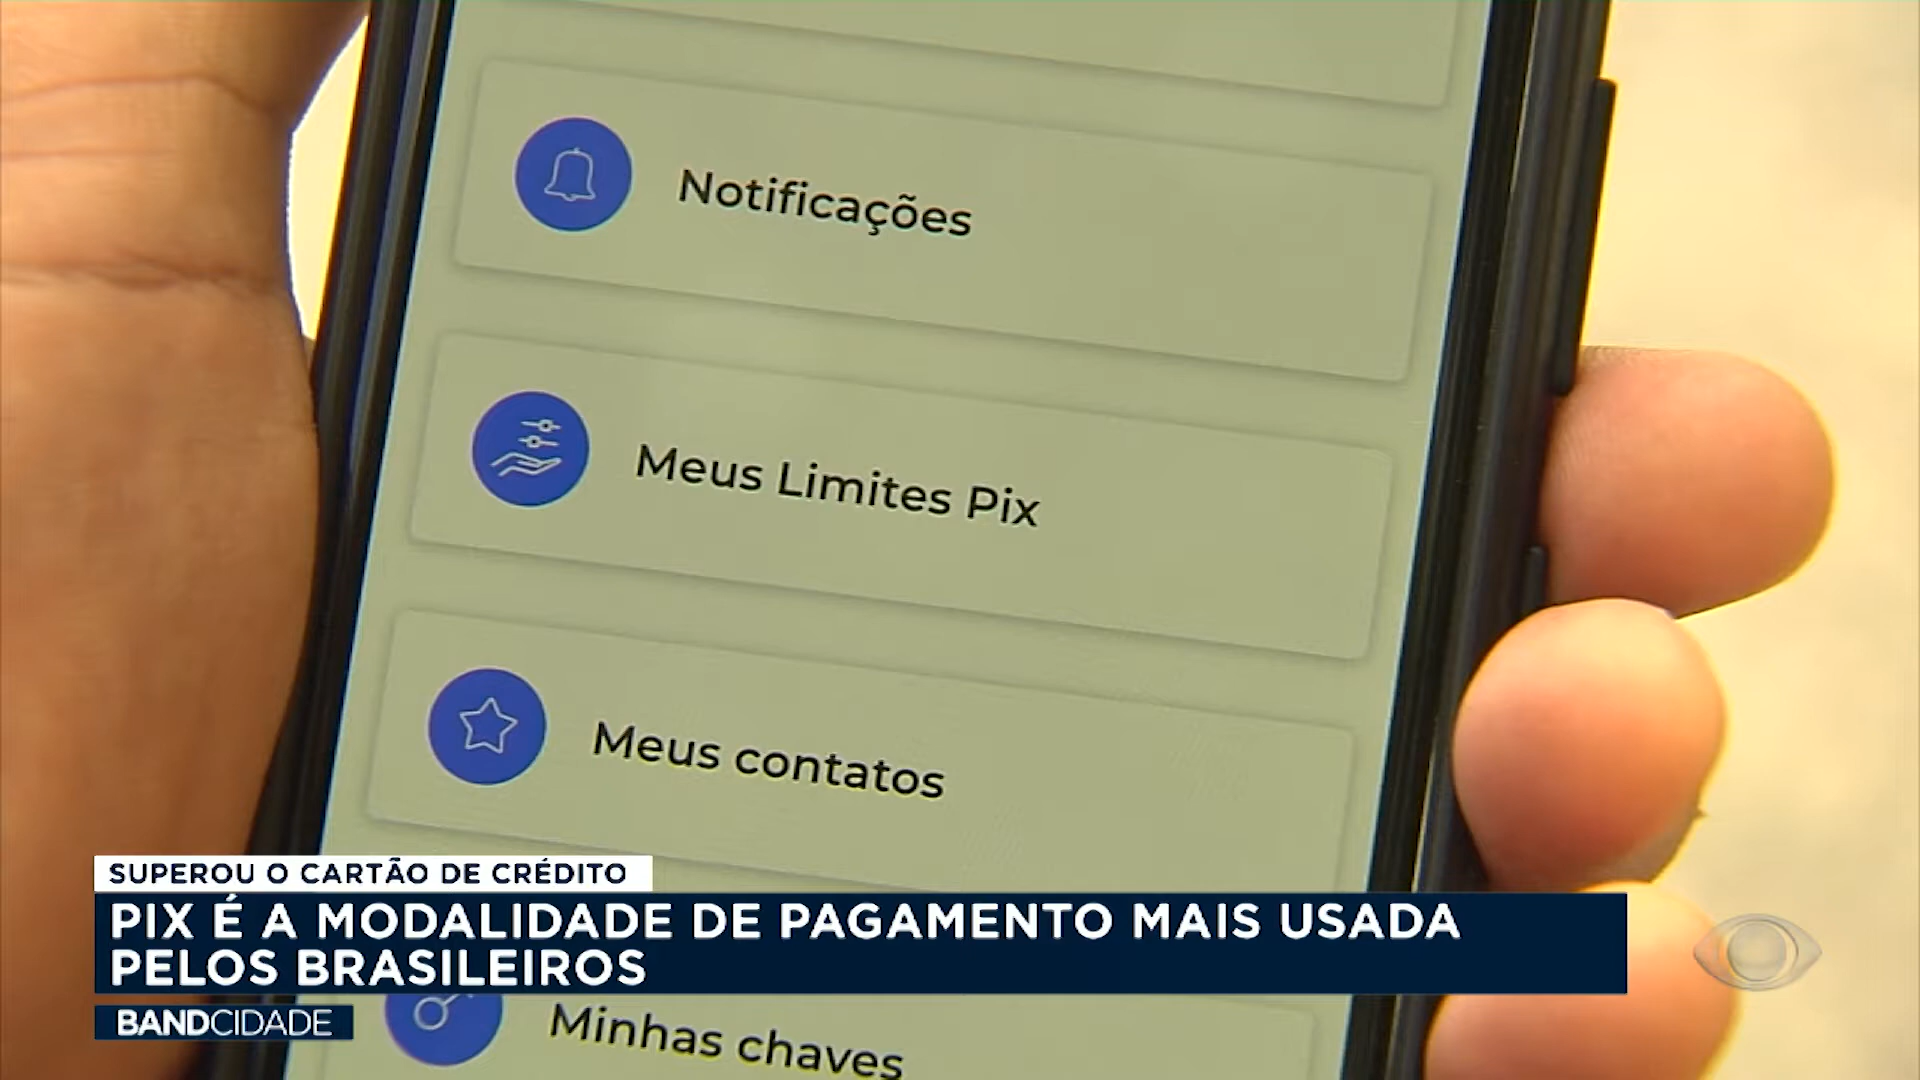 Notificações
Meus Limites Pix
Meus contatos
SUPEROU O CARTÃO DE CRÉDITO
PIX É A MODALIDADE DE PAGAMENTO MAIS USADA
PELOS BRASILEIROS
BANDCIDADE
Minhas chaves